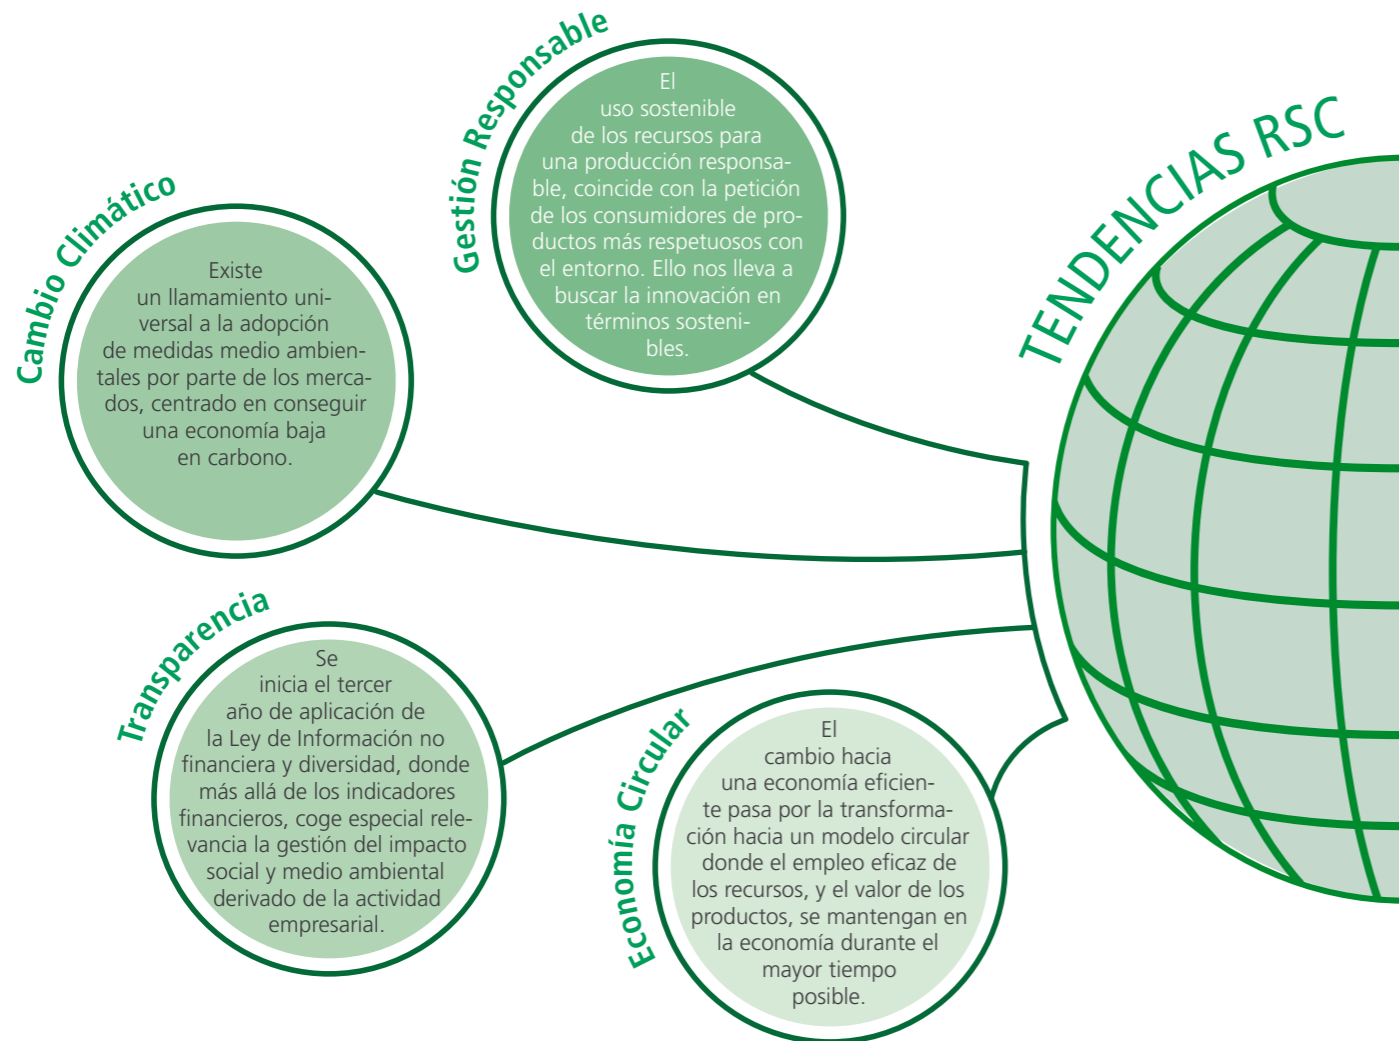 TENDENCIAS RSC
Gestión Responsable
El
uso sostenible
de los recursos para
una producción responsa-
ble, coincide con la petición
de los consumidores de pro-
ductos más respetuosos con
el entorno. Ello nos lleva a
buscar la innovación en
términos sosteni-
bles.
Cambio Climático
Existe
un llamamiento uni-
versal a la adopción
de medidas medio ambien-
tales por parte de los merca-
dos, centrado en conseguir
una economía baja
en carbono.
Transparencia
Se
inicia el tercer
año de aplicación de
la Ley de Información no
financiera y diversidad, donde
más allá de los indicadores
financieros, coge especial rele-
vancia la gestión del impacto
social y medio ambiental
derivado de la actividad
empresarial.
Economía Circular
El
cambio hacia
una economía eficien-
te pasa por la transforma-
ción hacia un modelo circular
donde el empleo eficaz de
los recursos, y el valor de los
productos, se mantengan en
la economía durante el
mayor tiempo
posible.